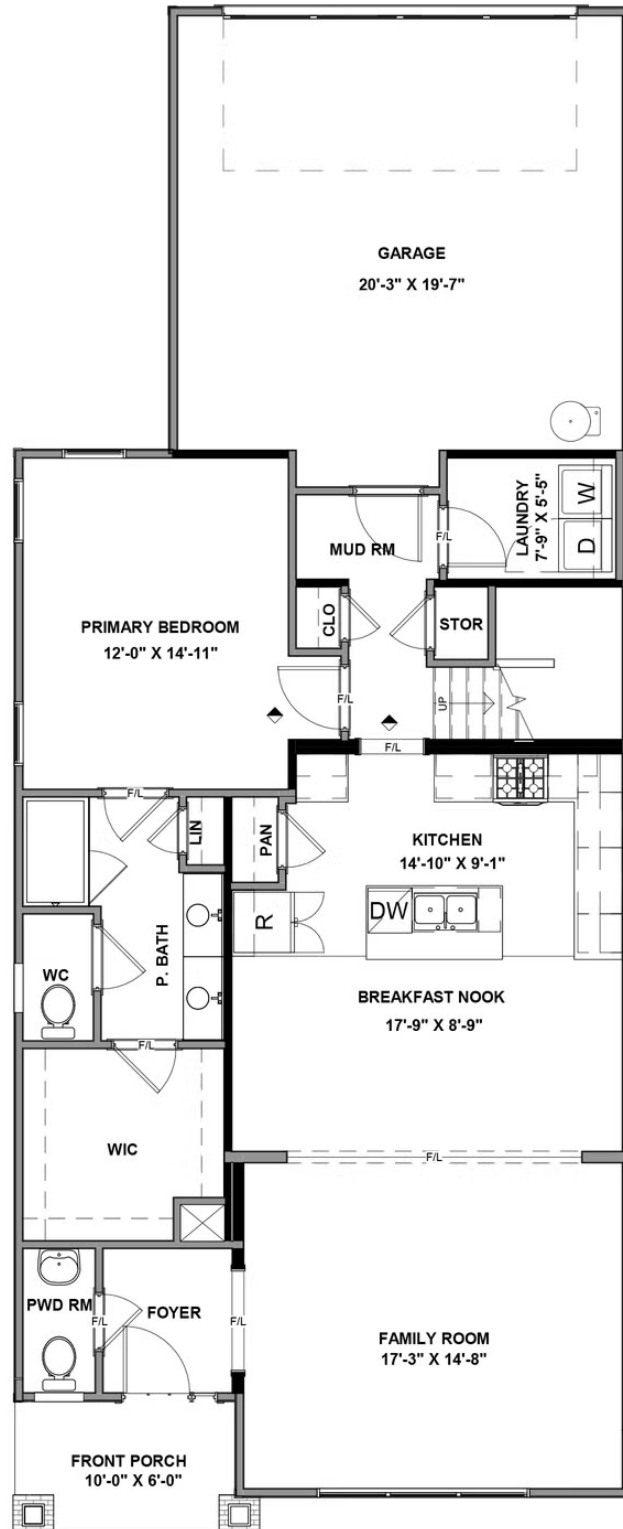 GARAGE
20'-3" X 19'-7"
LAUNDRY
7'-9" X 5'-5"
W
D
F/L
MUD RM
CLO
STOR
PRIMARY BEDROOM
12'-0" X 14'-11"
F/L
UP
F/L
F/L
LIN
PAN
KITCHEN
14'-10" X 9'-1"
R
DW
P. BATH
WC
BREAKFAST NOOK
17'-9" X 8'-9"
F/L
WIC
F/L
PWD RM
F/L
FOYER
F/L
FAMILY ROOM
17'-3" X 14'-8"
FRONT PORCH
10'-0" X 6'-0"